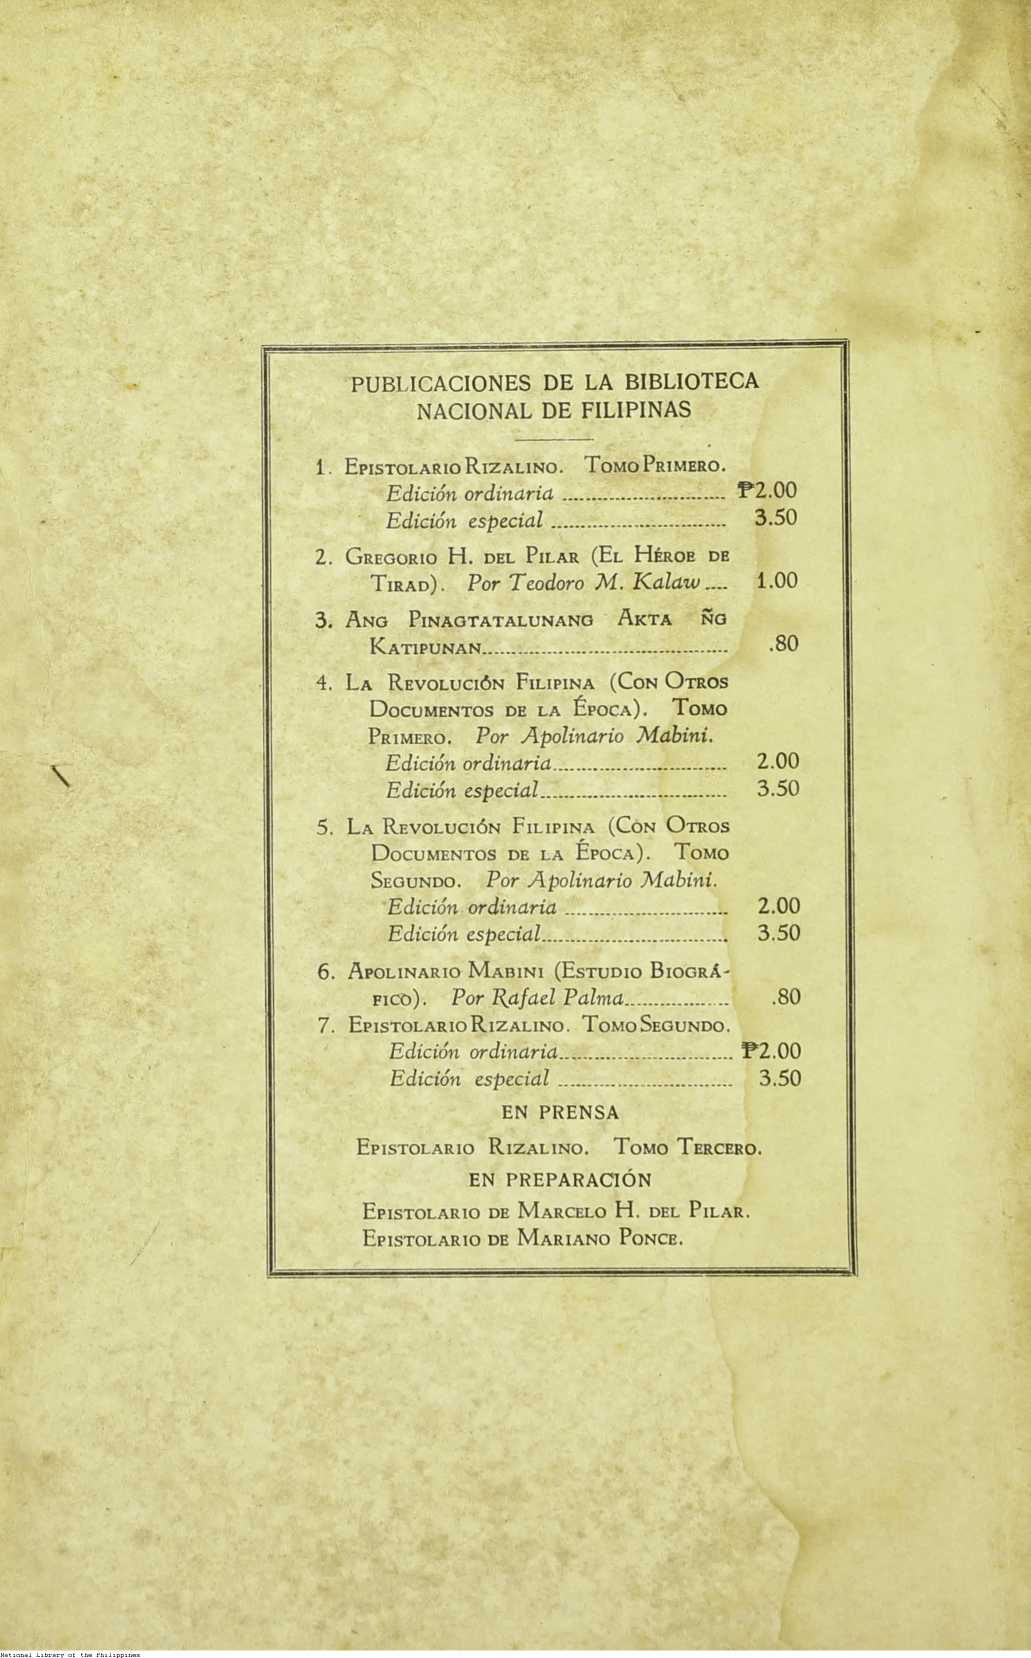 PUBLICACIONES DE LA BIBLIOTECA
NACIONAL DE FILIPINAS
1. EPISTOLARIO RIZALINO. TOMO PRIMERO.
Edición ordinaria ............................ ₱2.00
Edición especial .............................. 3.50
2. GREGORIO H. DEL PILAR (EL HÉROE DE
TIRAD). Por Teodoro M. Kalaw .... 1.00
3. ANG PINAGTATALUNANG AKTA ÑG
KATIPUNAN.......................................... .80
4. LA REVOLUCIÓN FILIPINA (CON OTROS
DOCUMENTOS DE LA ÉPOCA). TOMO
PRIMERO. Por Apolinario Mabini.
Edición ordinaria.............................. 2.00
Edición especial................................ 3.50
5. LA REVOLUCIÓN FILIPINA (CON OTROS
DOCUMENTOS DE LA ÉPOCA). TOMO
SEGUNDO. Por Apolinario Mabini.
Edición ordinaria ............................ 2.00
Edición especial................................ 3.50
6. APOLINARIO MABINI (ESTUDIO BIOGRÁ-
FICO). Por Rafael Palma.................. .80
7. EPISTOLARIO RIZALINO. TOMO SEGUNDO.
Edición ordinaria.............................. ₱2.00
Edición especial .............................. 3.50
EN PRENSA
EPISTOLARIO RIZALINO. TOMO TERCERO.
EN PREPARACIÓN
EPISTOLARIO DE MARCELO H. DEL PILAR.
EPISTOLARIO DE MARIANO PONCE.
National Library of the Philippines